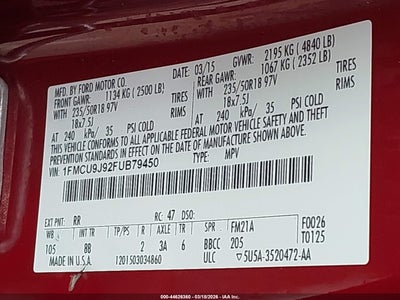 MFD. BY FORD MOTOR CO.
DATE: 03/15 GVWR: 2195 KG (4840 LB)
FRONT GAWR: 1134 KG (2500 LB) REAR GAWR: 1067 KG (2352 LB)
235/50R18 97V TIRES 235/50R18 97V TIRES
18x7.5J RIMS 18x7.5J RIMS
AT 240 kPa/ 35 PSI COLD AT 240 kPa/ 35 PSI COLD
THIS VEHICLE CONFORMS TO ALL APPLICABLE FEDERAL MOTOR VEHICLE SAFETY AND THEFT
PREVENTION STANDARDS IN EFFECT ON THE DATE OF MANUFACTURE SHOWN ABOVE.
VIN: 1FMCU9J92FUB79450
TYPE: MPV
EXT PNT: RR RC: 47 DSO:
WB INT TR TP/PS R AXLE TR SPR FM21A F0026
105 BB 2 3A 6 BBCC 205 T0125
MADE IN U.S.A. 1201503034860 ULC 5U5A-3520472-AA
000-44626360 - 03/18/2026 - IAA Inc.